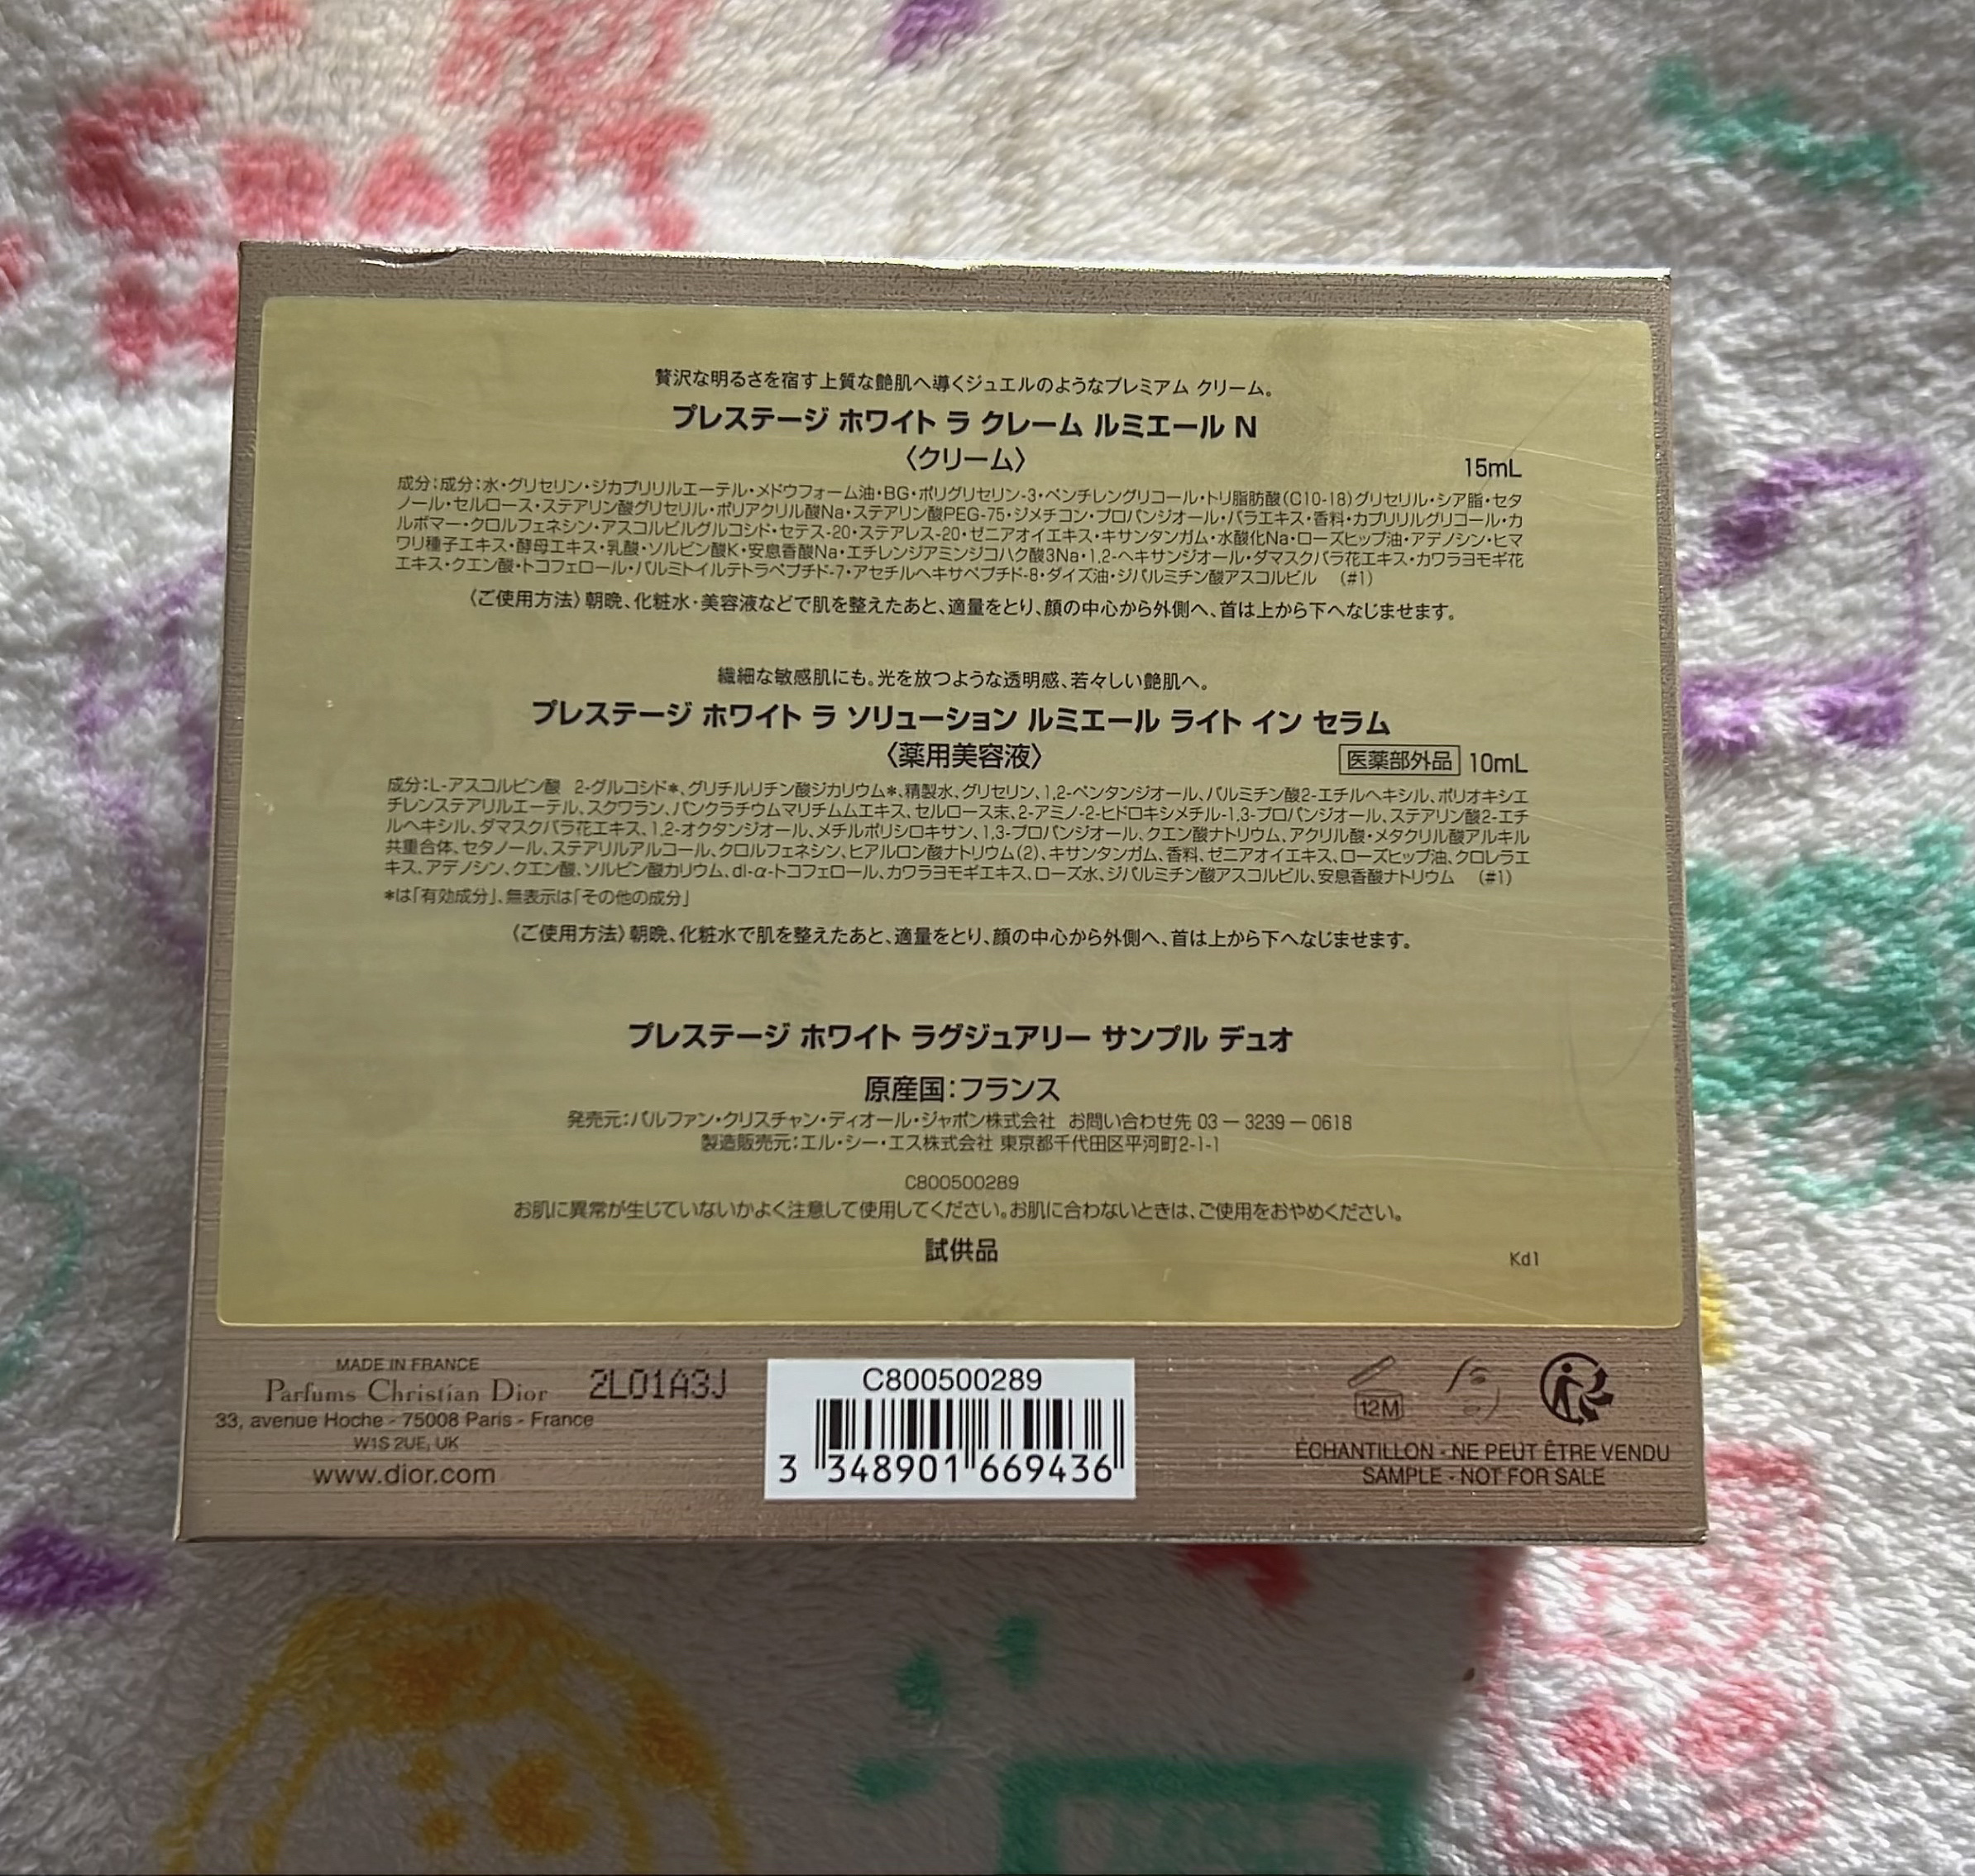 贅沢な明るさを宿す上質な艶肌へ導くジュエルのようなプレミアム クリーム。
プレステージ ホワイト ラ クレーム ルミエール N
〈クリーム〉
15mL
成分:成分:水・グリセリン・ジカプリリルエーテル・メドウフォーム油・BG・ポリグリセリン-3・ペンチレングリコール・トリ脂肪酸(C10-18)グリセリル・シア脂・セタ
ノール・セルロース・ステアリン酸グリセリル・ポリアクリル酸Na・ステアリン酸PEG-75・ジメチコン・プロパンジオール・バラエキス・香料・カプリリルグリコール・カ
ルボマー・クロルフェネシン・アスコルビルグルコシド・セテス-20・ステアレス-20・ゼニアオイエキス・キサンタンガム・水酸化Na・ローズヒップ油・アデノシン・ヒマ
ワリ種子エキス・酵母エキス・乳酸・ソルビン酸K・安息香酸Na・エチレンジアミンジコハク酸3Na・1,2-ヘキサンジオール・ダマスクバラ花エキス・カワラヨモギ花
エキス・クエン酸・トコフェロール・パルミトイルテトラペプチド-7・アセチルヘキサペプチド-8・ダイズ油・ジパルミチン酸アスコルビル (#1)
〈ご使用方法〉朝晩、化粧水・美容液などで肌を整えたあと、適量をとり、顔の中心から外側へ、首は上から下へなじませます。
繊細な敏感肌にも。光を放つような透明感、若々しい艶肌へ。
プレステージ ホワイト ラ ソリューション ルミエール ライト イン セラム
〈薬用美容液〉
医薬部外品 10mL
成分:L-アスコルビン酸 2-グルコシド*、グリチルリチン酸ジカリウム*、精製水、グリセリン、1,2-ペンタンジオール、パルミチン酸2-エチルヘキシル、ポリオキシエ
チレンステアリルエーテル、スクワラン、パンクラチウムマリチムムエキス、セルロース末、2-アミノ-2-ヒドロキシメチル-1,3-プロパンジオール、ステアリン酸2-エチ
ルヘキシル、ダマスクバラ花エキス、1,2-オクタンジオール、メチルポリシロキサン、1,3-プロパンジオール、クエン酸ナトリウム、アクリル酸・メタクリル酸アルキル
共重合体、セタノール、ステアリルアルコール、クロルフェネシン、ヒアルロン酸ナトリウム(2)、キサンタンガム、香料、ゼニアオイエキス、ローズヒップ油、クロレラエ
キス、アデノシン、クエン酸、ソルビン酸カリウム、dl-α-トコフェロール、カワラヨモギエキス、ローズ水、ジパルミチン酸アスコルビル、安息香酸ナトリウム (#1)
*は「有効成分」、無表示は「その他の成分」
〈ご使用方法〉朝晩、化粧水で肌を整えたあと、適量をとり、顔の中心から外側へ、首は上から下へなじませます。
プレステージ ホワイト ラグジュアリー サンプル デュオ
原産国:フランス
発売元:パルファン・クリスチャン・ディオール・ジャポン株式会社 お問い合わせ先 03 − 3239 − 0618
製造販売元:エル・シー・エス株式会社 東京都千代田区平河町2-1-1
C800500289
お肌に異常が生じていないかよく注意して使用してください。お肌に合わないときは、ご使用をおやめください。
試供品
Kd1
MADE IN FRANCE
Parfums Christian Dior
33, avenue Hoche - 75008 Paris - France
W1S 2UE, UK
www.dior.com
2L01A3J
C800500289
3 348901 669436
12M
ÉCHANTILLON - NE PEUT ÊTRE VENDU
SAMPLE - NOT FOR SALE